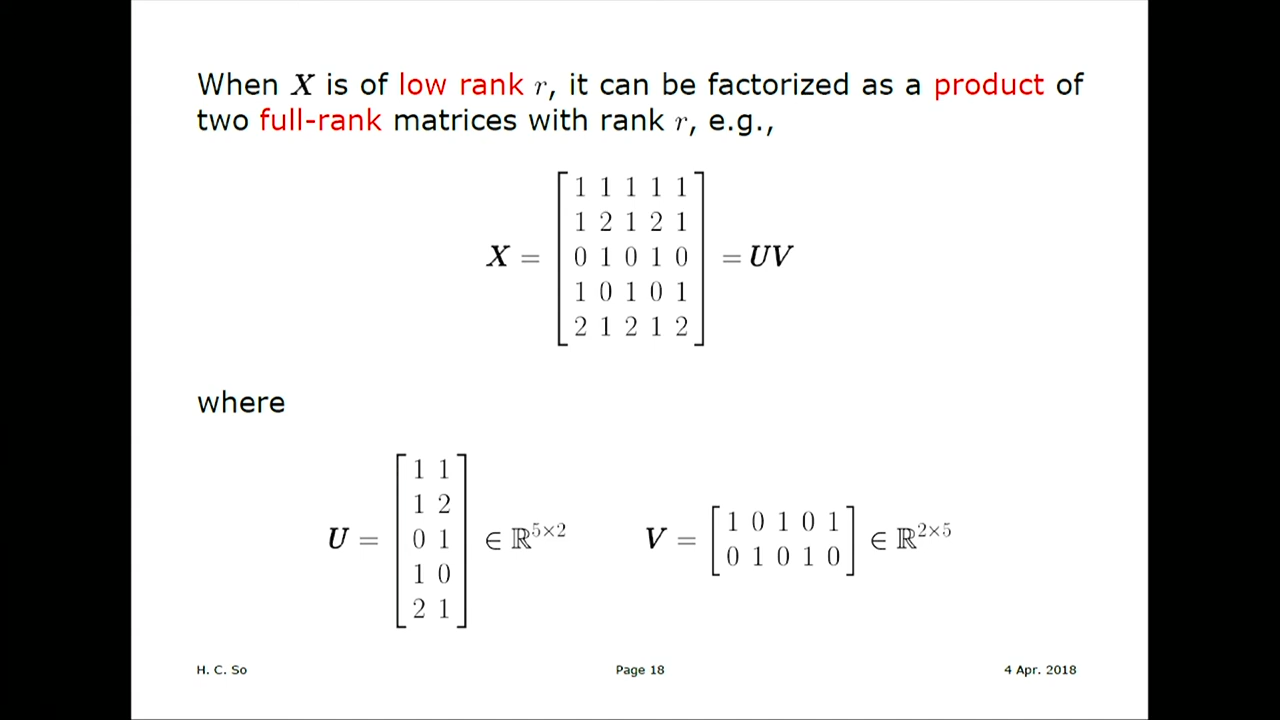 When X is of low rank r, it can be factorized as a product of
two full-rank matrices with rank r, e.g.,
X = [
1 1 1 1 1
1 2 1 2 1
0 1 0 1 0
1 0 1 0 1
2 1 2 1 2
] = UV
where
U = [
1 1
1 2
0 1
1 0
2 1
] ∈ ℝ^{5×2}
V = [
1 0 1 0 1
0 1 0 1 0
] ∈ ℝ^{2×5}
H. C. So Page 18 4 Apr. 2018